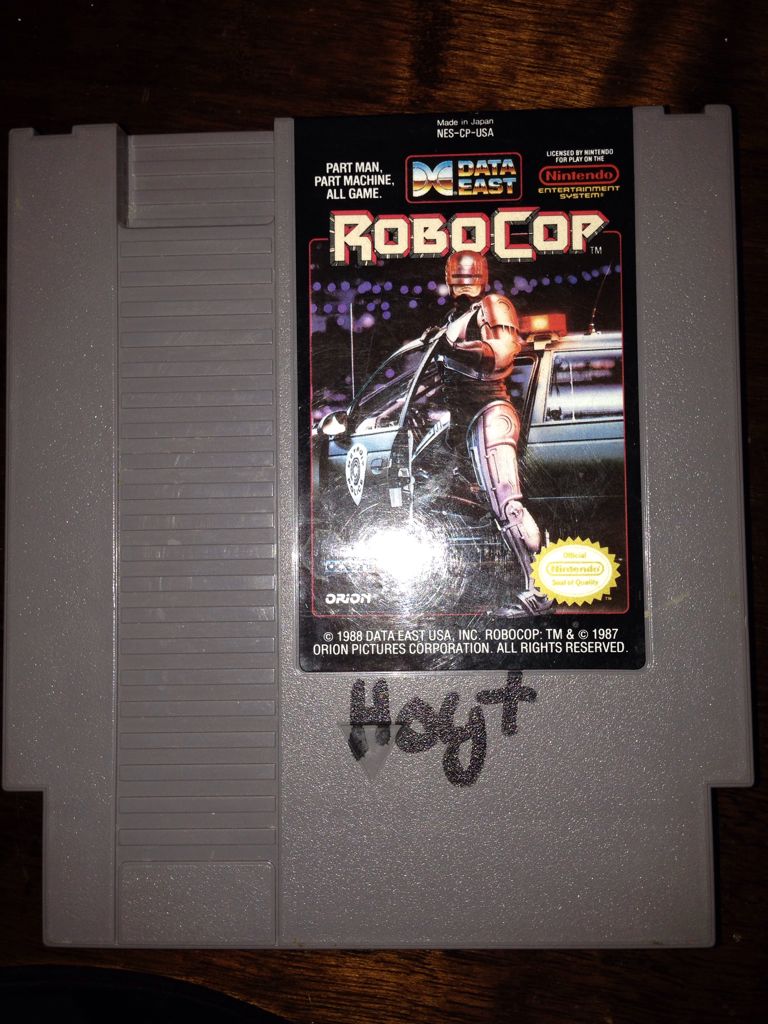 Made in Japan
NES-CP-USA
PART MAN,
PART MACHINE,
ALL GAME.
DATA
EAST
LICENSED BY NINTENDO
FOR PLAY ON THE
Nintendo
ENTERTAINMENT
SYSTEM®
ROBOCOP™
Official
Nintendo
Seal of Quality
ORION
© 1988 DATA EAST USA, INC. ROBOCOP: TM & © 1987
ORION PICTURES CORPORATION. ALL RIGHTS RESERVED.
Hoyt